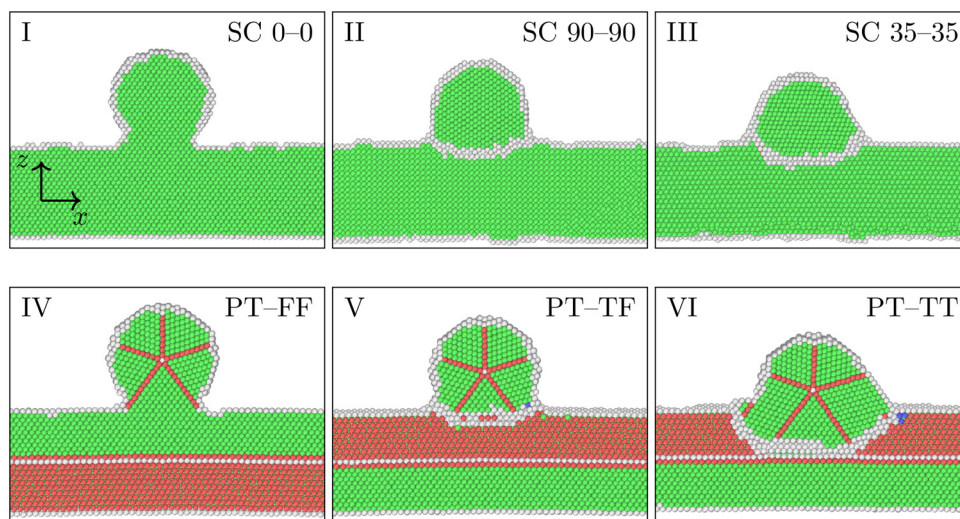 I SC 0–0
II SC 90–90
III SC 35–35
z
x
IV PT–FF
V PT–TF
VI PT–TT